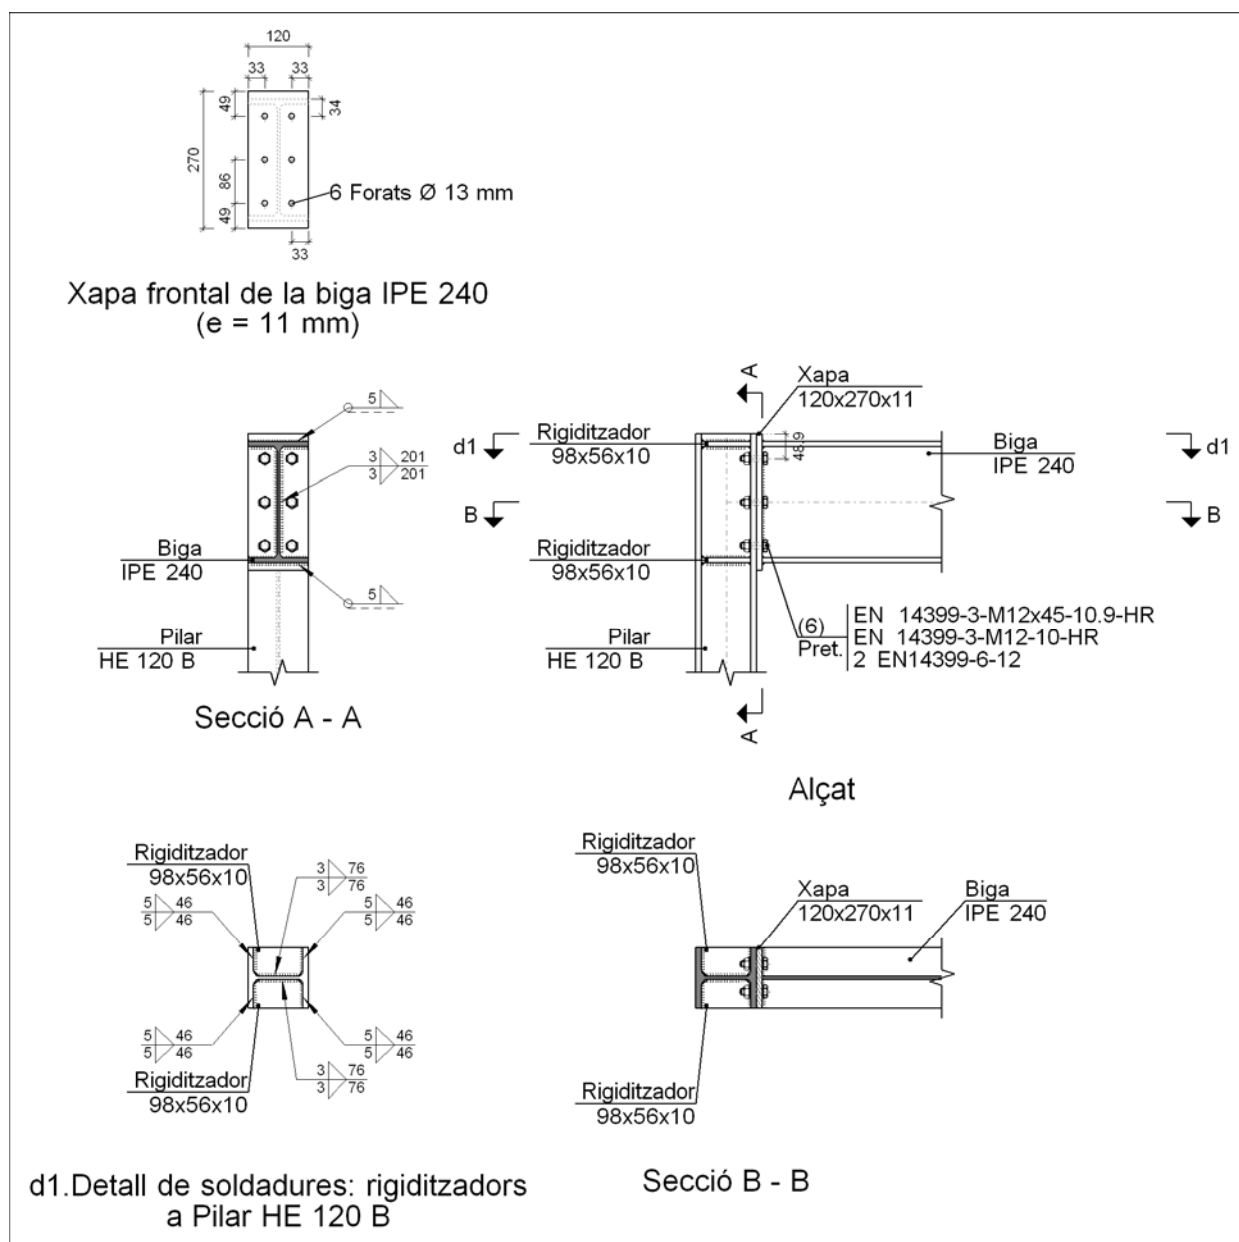 120
33 33
49
34
270
86
6 Forats Ø 13 mm
49
33
Xapa frontal de la biga IPE 240
(e = 11 mm)
5
3 201
3 201
Biga
IPE 240
5
Pilar
HE 120 B
Secció A - A
A
Xapa
120x270x11
Rigiditzador
98x56x10
d1
48.9
Biga
IPE 240
d1
B
B
Rigiditzador
98x56x10
(6)
Pret.
EN 14399-3-M12x45-10.9-HR
EN 14399-3-M12-10-HR
2 EN14399-6-12
Pilar
HE 120 B
A
Alçat
Rigiditzador
98x56x10
3 76
3 76
5 46
5 46
5 46
5 46
5 46
5 46
5 46
5 46
3 76
3 76
Rigiditzador
98x56x10
d1.Detall de soldadures: rigiditzadors
a Pilar HE 120 B
Rigiditzador
98x56x10
Xapa
120x270x11
Biga
IPE 240
Rigiditzador
98x56x10
Secció B - B